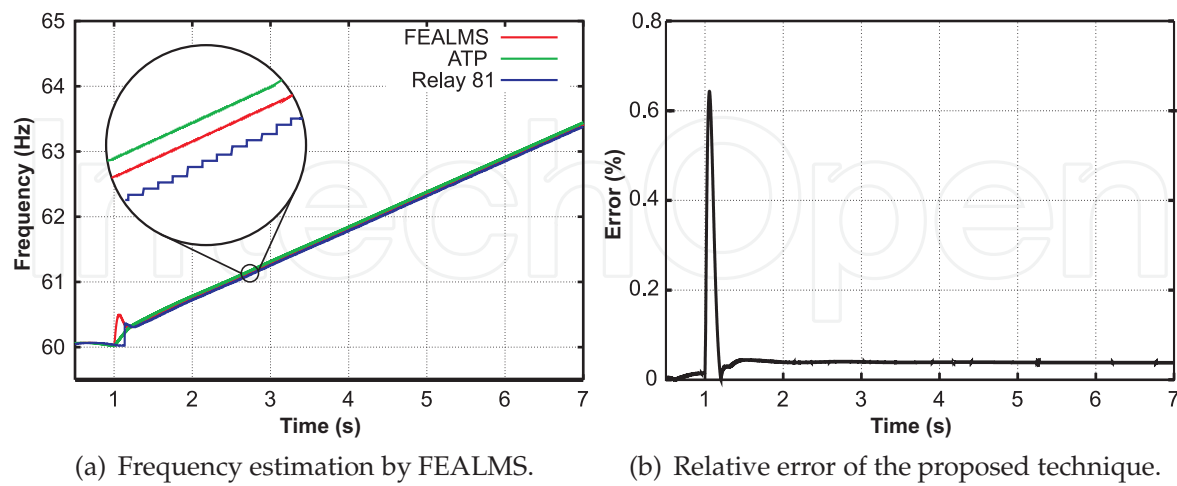 65
64
63
62
61
60
Frequency (Hz)
FEALMS
ATP
Relay 81
1 2 3 4 5 6 7
Time (s)
(a) Frequency estimation by FEALMS.
0.8
0.6
0.4
0.2
0
Error (%)
1 2 3 4 5 6 7
Time (s)
(b) Relative error of the proposed technique.
InTechOpen